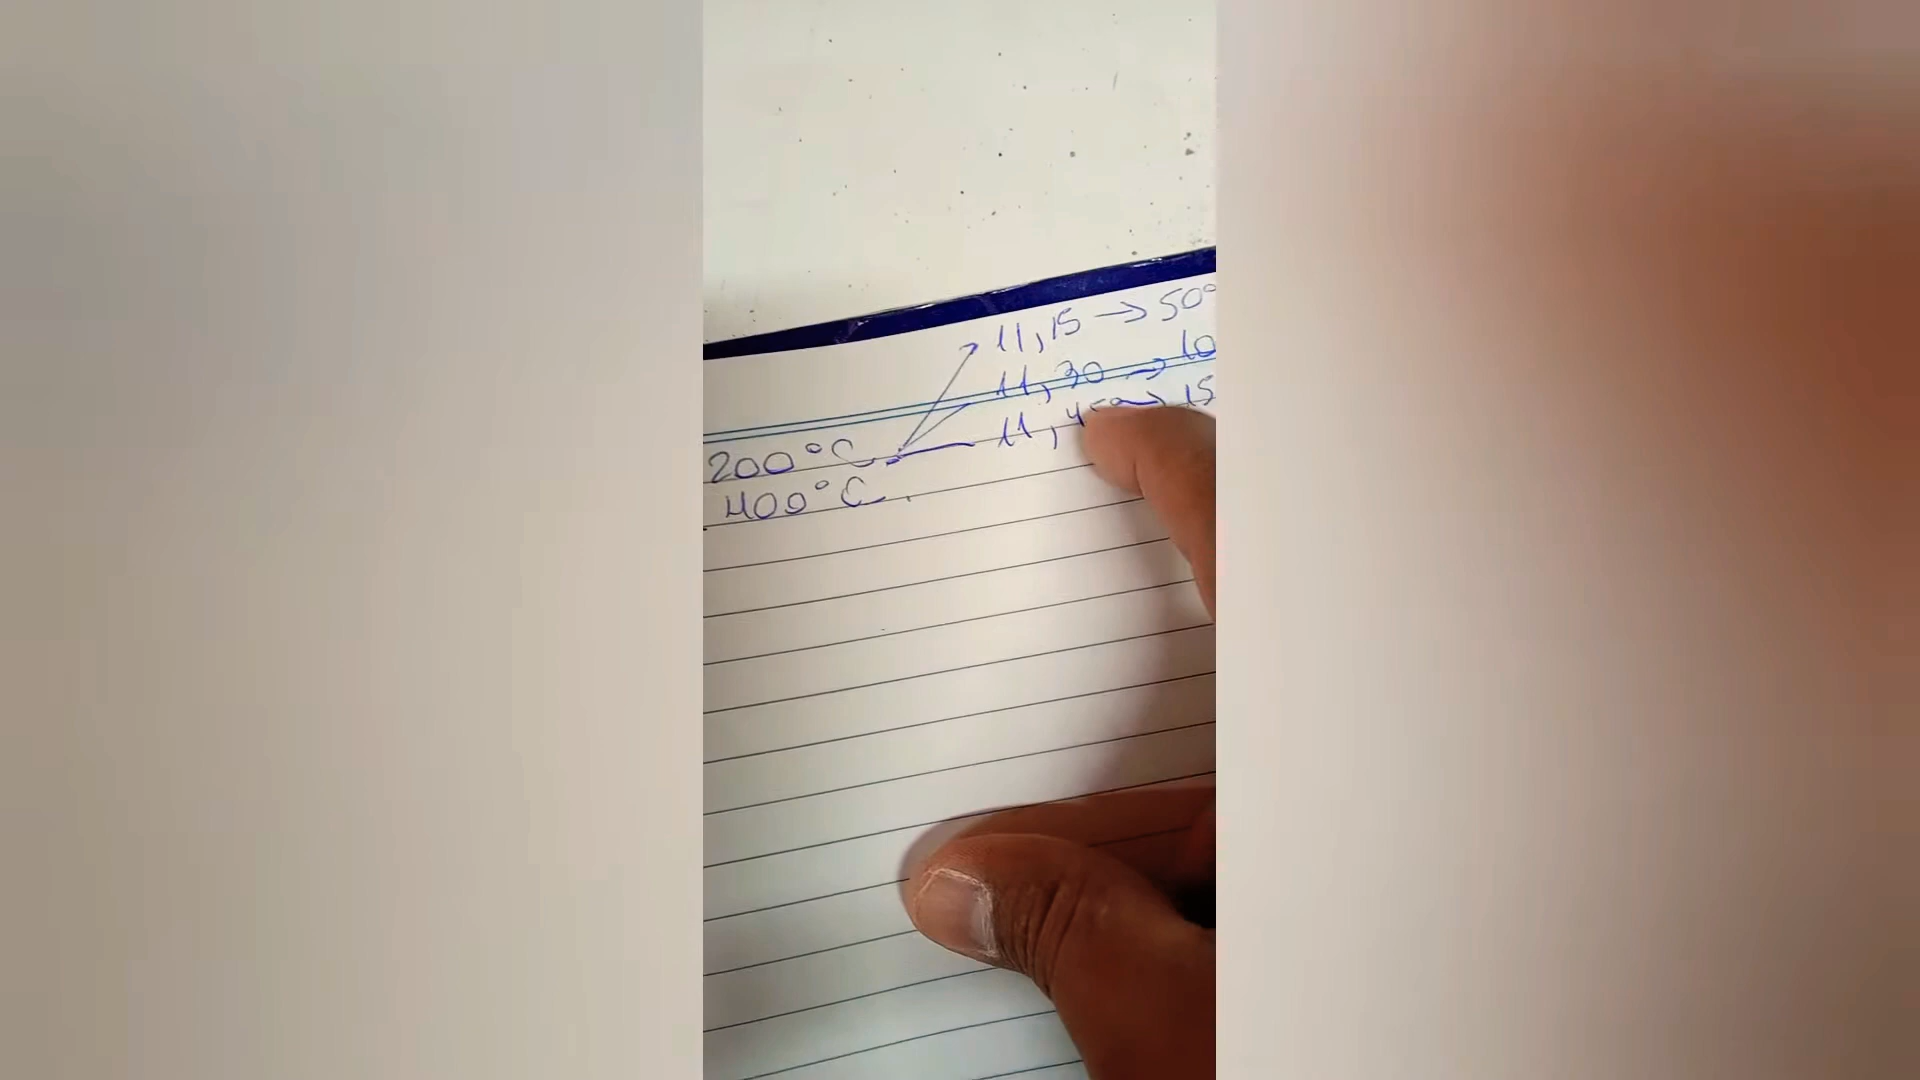 11,15 → 50°
11,30 → 10
11,45 → 15
200°C
400°C